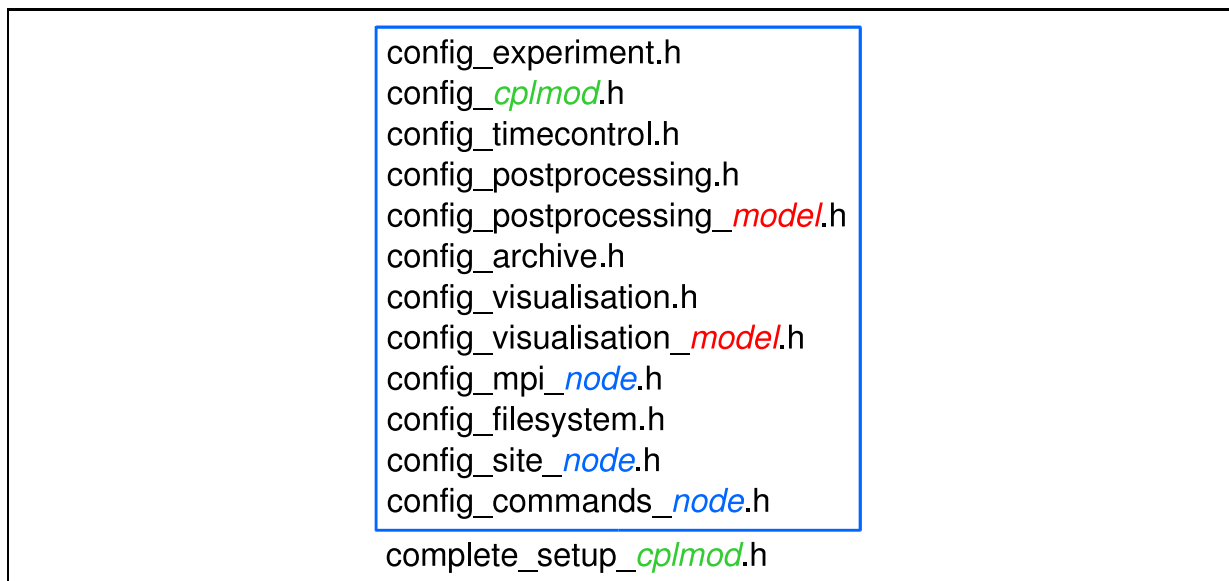 config_experiment.h
config_cplmod.h
config_timecontrol.h
config_postprocessing.h
config_postprocessing_model.h
config_archive.h
config_visualisation.h
config_visualisation_model.h
config_mpi_node.h
config_filesystem.h
config_site_node.h
config_commands_node.h
complete_setup_cplmod.h